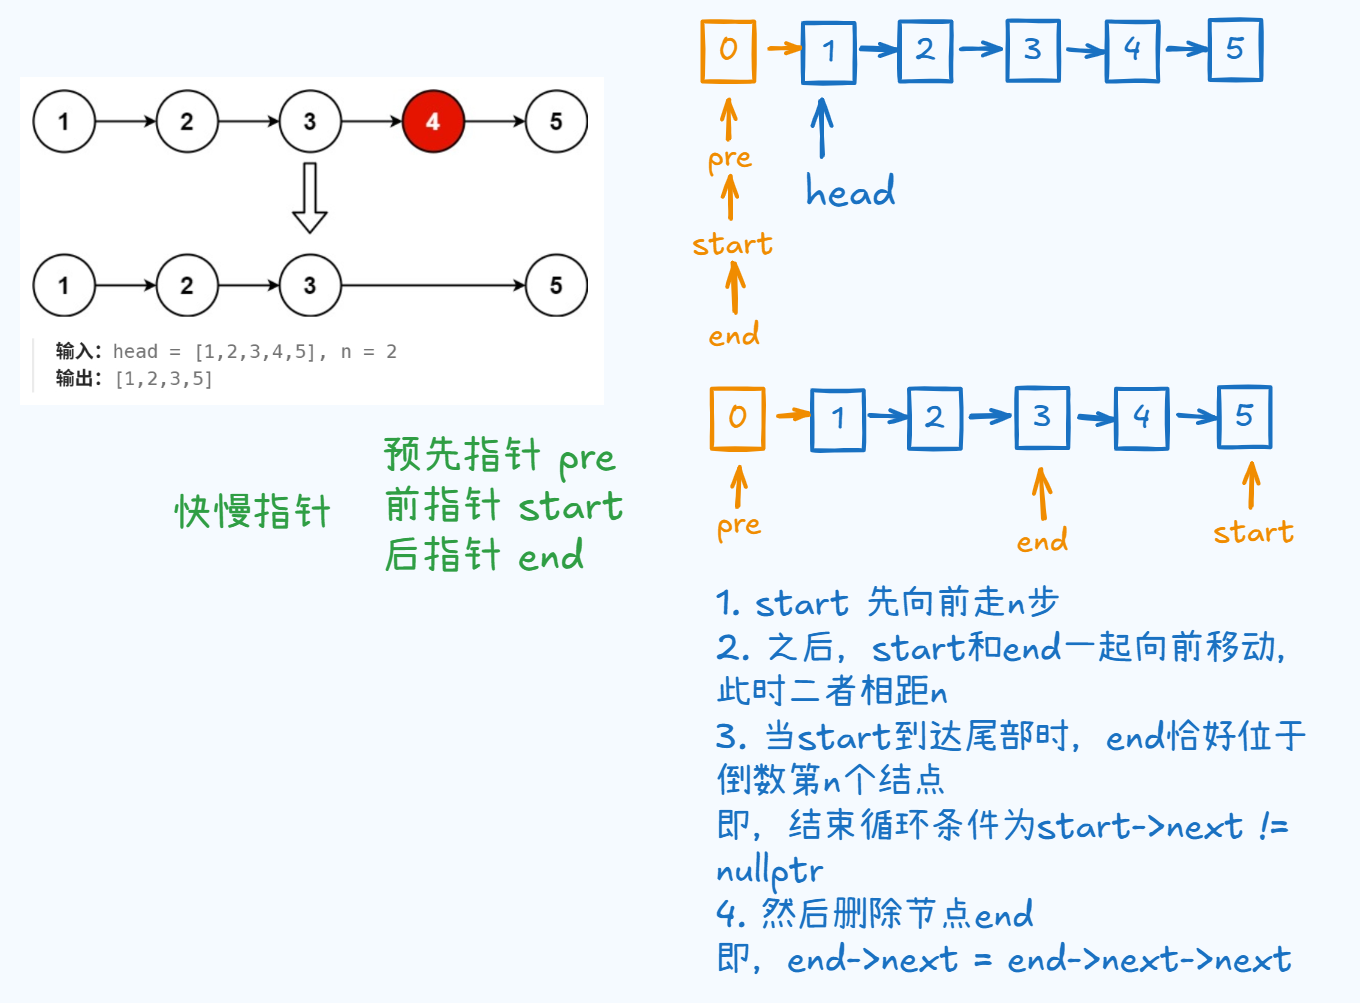 1 2 3 4 5
1 2 3 5
输入：head = [1,2,3,4,5], n = 2
输出：[1,2,3,5]
快慢指针
预先指针 pre
前指针 start
后指针 end
0 1 2 3 4 5
pre
head
start
end
0 1 2 3 4 5
pre
end
start
1. start 先向前走n步
2. 之后，start和end一起向前移动，
此时二者相距n
3. 当start到达尾部时，end恰好位于
倒数第n个结点
即，结束循环条件为start->next !=
nullptr
4. 然后删除节点end
即，end->next = end->next->next